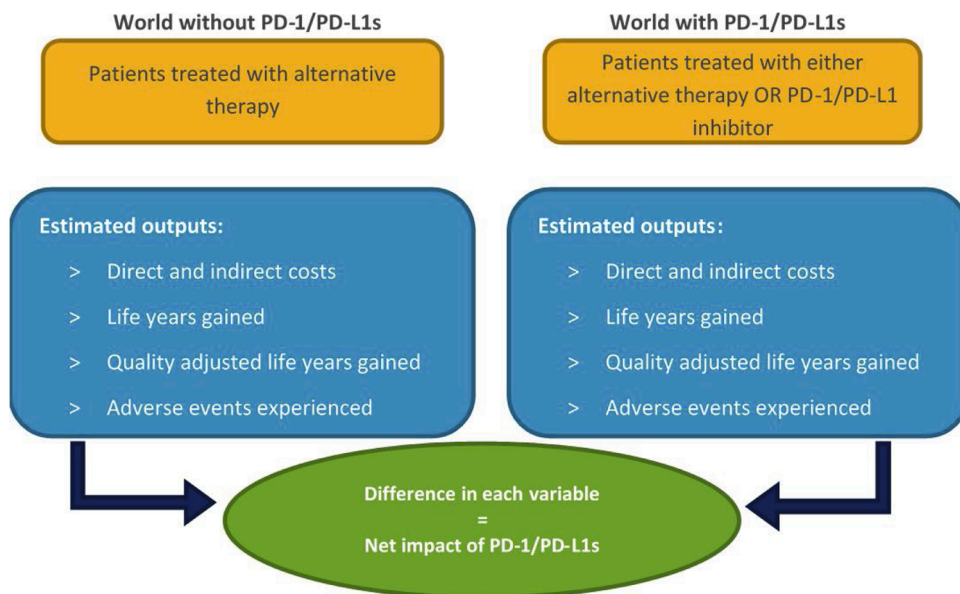 World without PD-1/PD-L1s
Patients treated with alternative
therapy
Estimated outputs:
> Direct and indirect costs
> Life years gained
> Quality adjusted life years gained
> Adverse events experienced
World with PD-1/PD-L1s
Patients treated with either
alternative therapy OR PD-1/PD-L1
inhibitor
Estimated outputs:
> Direct and indirect costs
> Life years gained
> Quality adjusted life years gained
> Adverse events experienced
Difference in each variable
=
Net impact of PD-1/PD-L1s